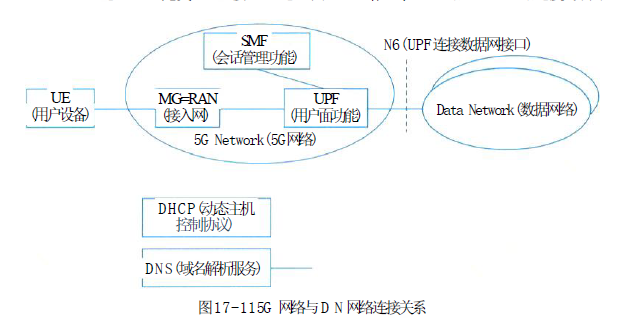 SMF
(会话管理功能)
N6(UPF连接数据网接口)
UE
(用户设备)
MG=RAN
(接入网)
UPF
(用户面功能)
Data Network(数据网络)
5G Network(5G网络)
DHCP(动态主机
控制协议)
DNS(域名解析服务)
图17-115G 网络与DN网络连接关系